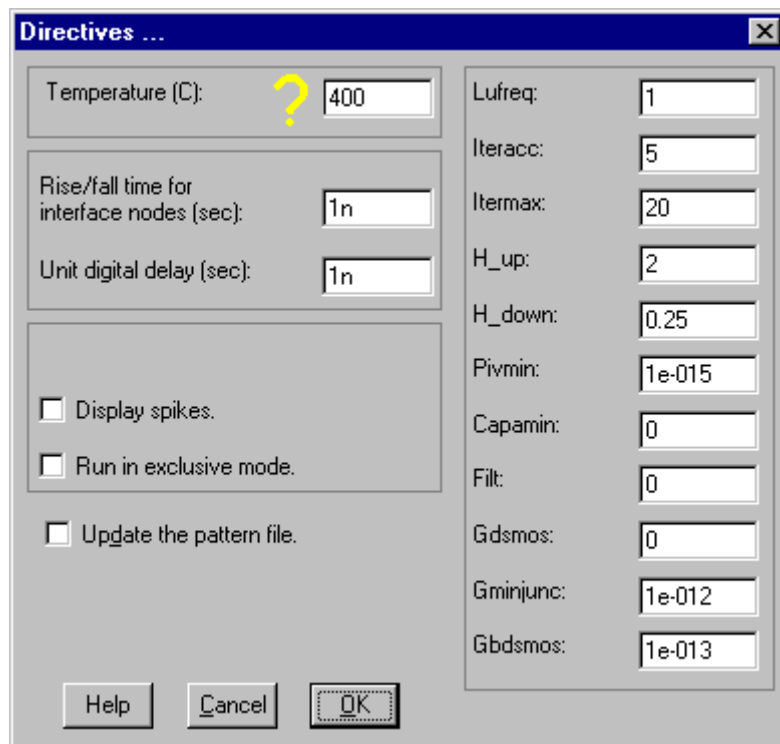 Directives ...
Temperature (C):
?
400
Rise/fall time for
interface nodes (sec):
1n
Unit digital delay (sec):
1n
Display spikes.
Run in exclusive mode.
Update the pattern file.
Help
Cancel
OK
Lufreq:
1
Iteracc:
5
Itermax:
20
H_up:
2
H_down:
0.25
Pivmin:
1e-015
Capamin:
0
Filt:
0
Gdsmos:
0
Gminjunc:
1e-012
Gbdsmos:
1e-013